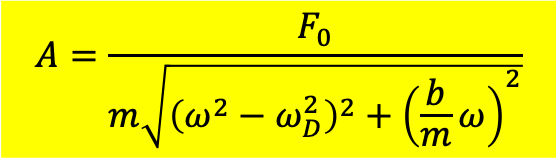 A = F₀ / (m√((ω² − ω_D²)² + (b/m ω)²))